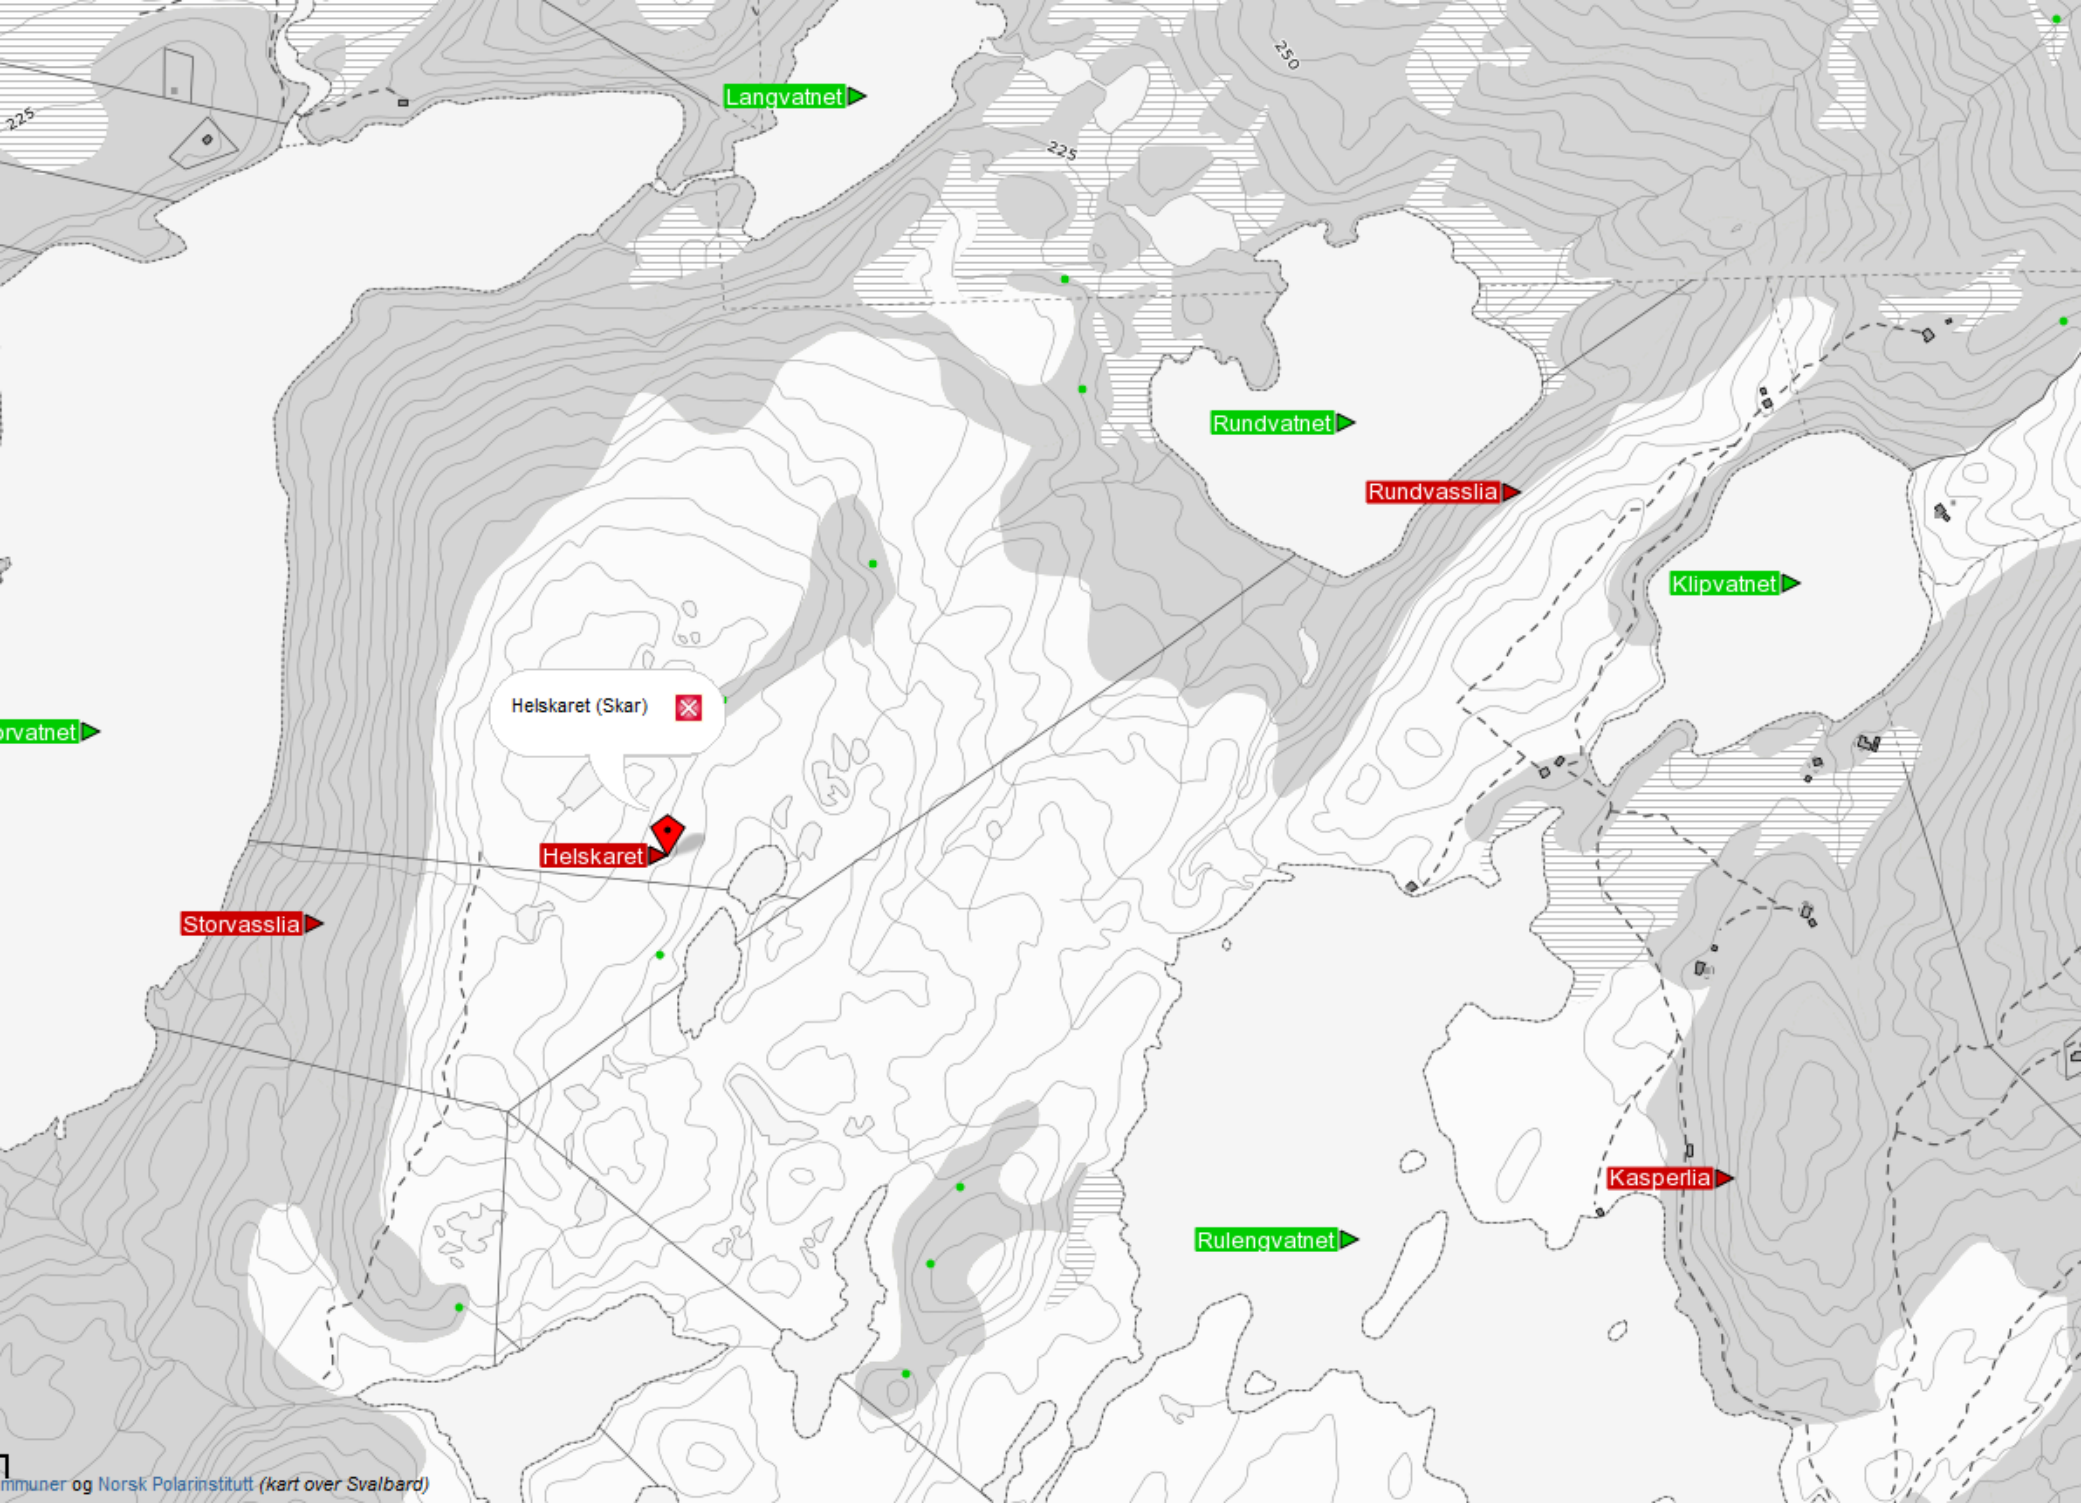 250
Langvatnet
225
225
Rundvatnet
Rundvasslia
Klipvatnet
Helskaret (Skar)
orvatnet
Helskaret
Storvasslia
Kasperlia
Rulengvatnet
mmuner og Norsk Polarinstitutt (kart over Svalbard)